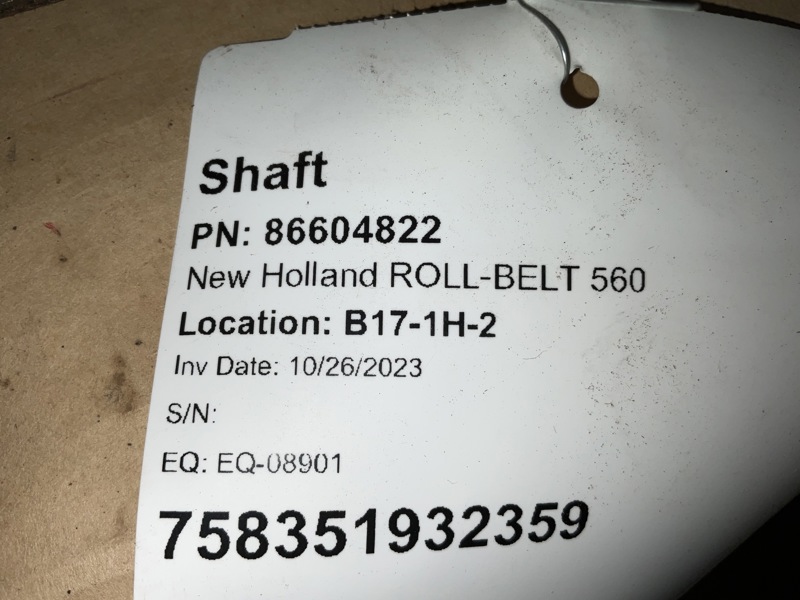 Shaft
PN: 86604822
New Holland ROLL-BELT 560
Location: B17-1H-2
Inv Date: 10/26/2023
S/N:
EQ: EQ-08901
758351932359